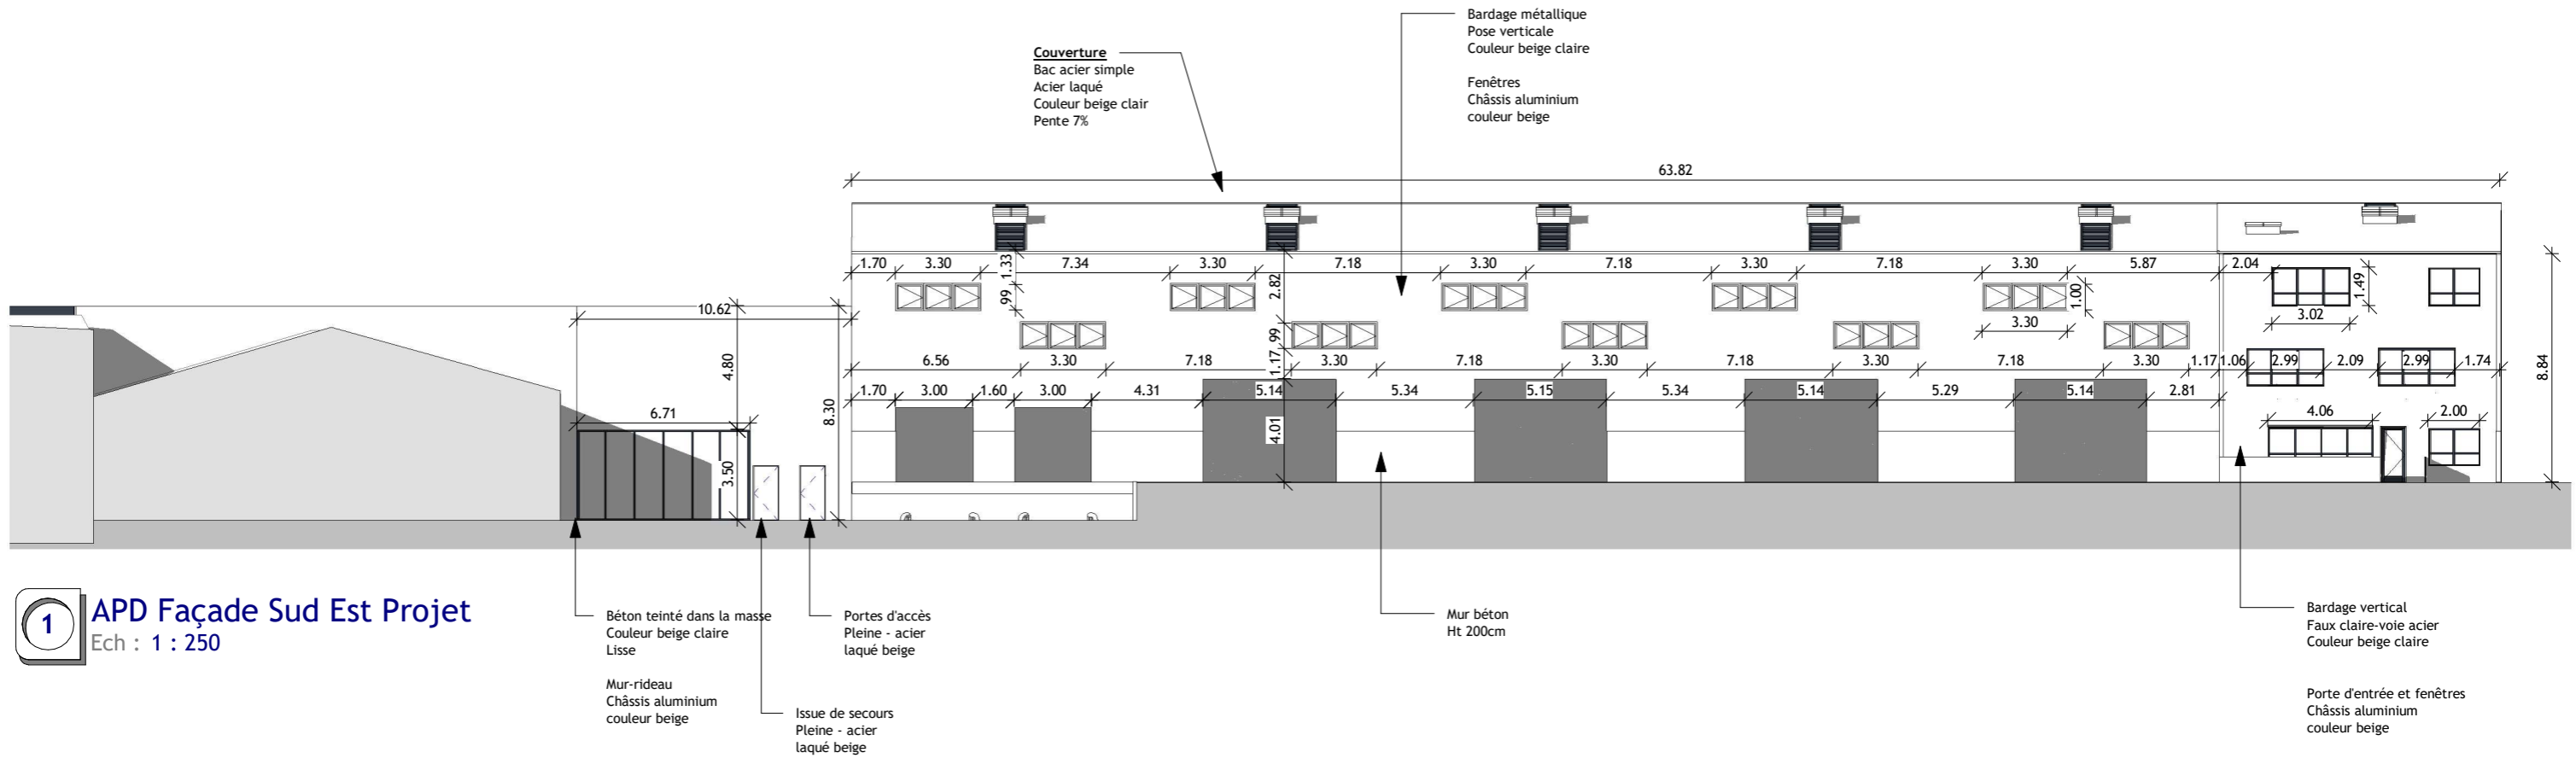 Bardage métallique
Pose verticale
Couleur beige claire
Fenêtres
Châssis aluminium
couleur beige
Couverture
Bac acier simple
Acier laqué
Couleur beige clair
Pente 7%
63.82
1.70 3.30 1.33 7.34 3.30 7.18 3.30 7.18 3.30 7.18 3.30 5.87 2.04
99
2.82
1.00
1.49
3.02
3.30
99
10.62
4.80
8.30
6.56 3.30 7.18 1.17 3.30 7.18 3.30 7.18 3.30 7.18 3.30 1.17 1.06 2.99 2.09 2.99 1.74
8.84
1.70 3.00 1.60 3.00 4.31 5.14 5.34 5.15 5.34 5.14 5.29 5.14 2.81
4.01
4.06 2.00
6.71
3.50
1
APD Façade Sud Est Projet
Ech : 1 : 250
Béton teinté dans la masse
Couleur beige claire
Lisse
Mur-rideau
Châssis aluminium
couleur beige
Portes d'accès
Pleine - acier
laqué beige
Issue de secours
Pleine - acier
laqué beige
Mur béton
Ht 200cm
Bardage vertical
Faux claire-voie acier
Couleur beige claire
Porte d'entrée et fenêtres
Châssis aluminium
couleur beige